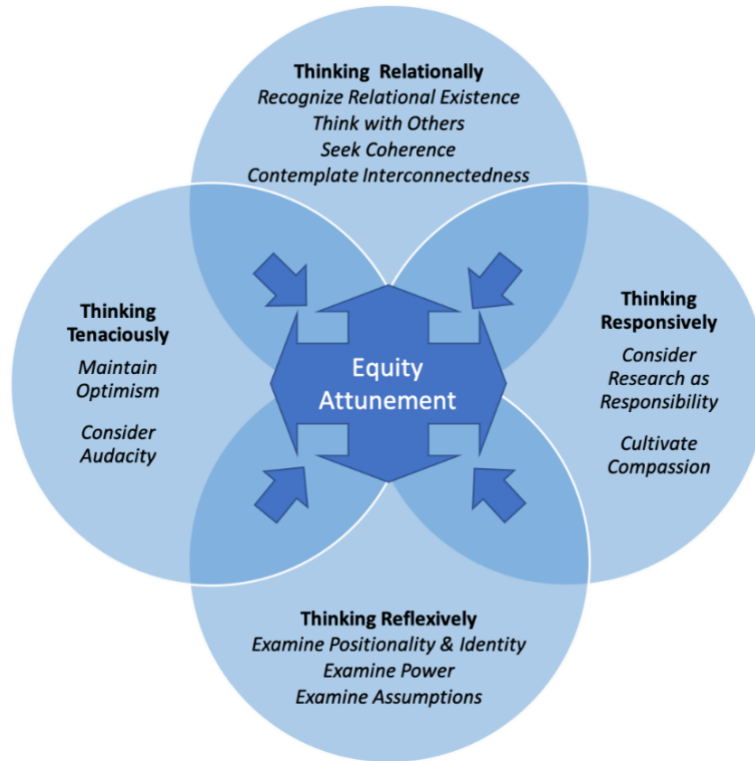 Thinking Relationally
Recognize Relational Existence
Think with Others
Seek Coherence
Contemplate Interconnectedness
Thinking
Tenaciously
Maintain
Optimism
Consider
Audacity
Equity
Attunement
Thinking
Responsively
Consider
Research as
Responsibility
Cultivate
Compassion
Thinking Reflexively
Examine Positionality & Identity
Examine Power
Examine Assumptions